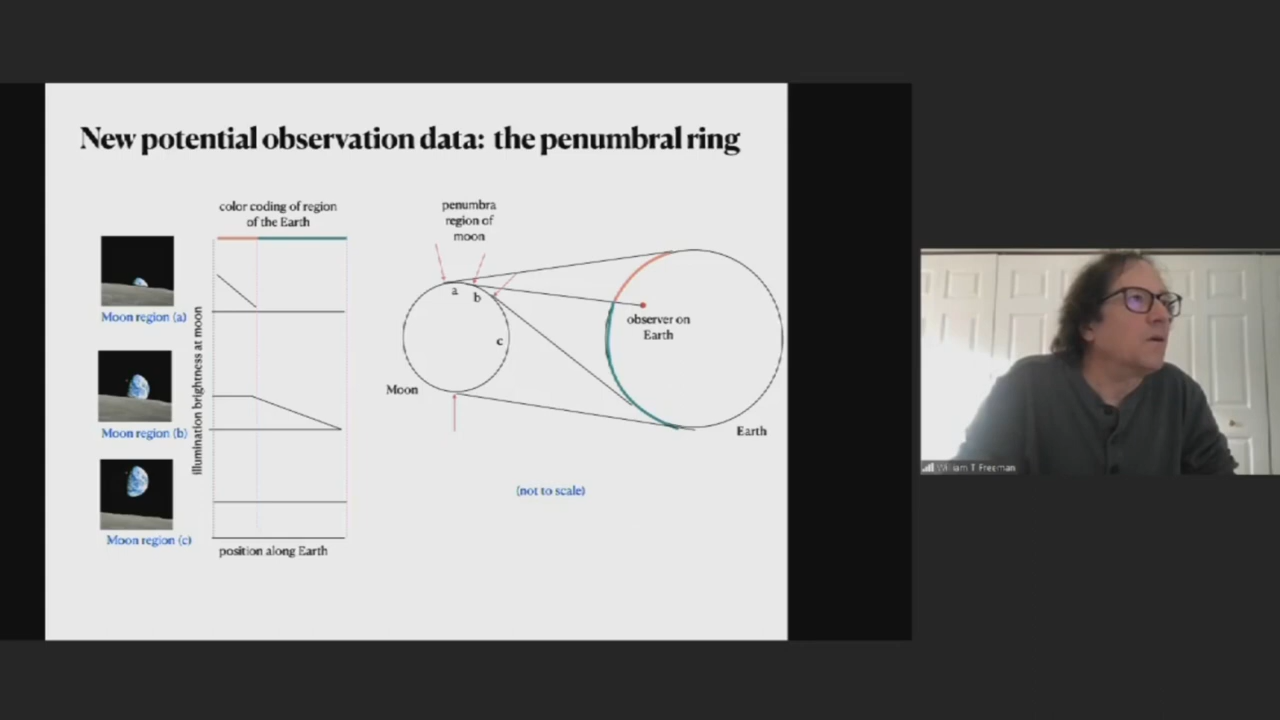 New potential observation data: the penumbral ring
color coding of region
of the Earth
penumbra
region of
moon
Moon region (a)
Moon region (b)
Moon region (c)
illumination brightness at moon
position along Earth
a
b
c
Moon
observer on
Earth
Earth
(not to scale)
William T Freeman